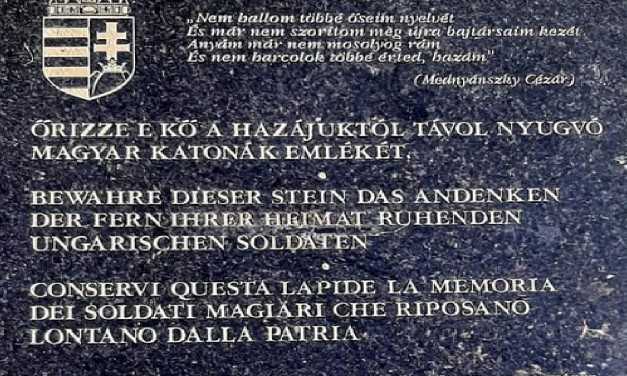 „Nem hallom többé őseim nyelvét
És már nem szorítom meg újra bajtársaim kezét
Anyám már nem mosolyog rám
És nem harcolok többé érted, hazám"
(Mednyánszky Cézár)
ŐRIZZE E KŐ A HAZÁJUKTÓL TÁVOL NYUGVÓ
MAGYAR KATONÁK EMLÉKÉT.
BEWAHRE DIESER STEIN DAS ANDENKEN
DER FERN IHRER HEIMAT RUHENDEN
UNGARISCHEN SOLDATEN
CONSERVI QUESTA LAPIDE LA MEMORIA
DEI SOLDATI MAGIARI CHE RIPOSANO
LONTANO DALLA PATRIA